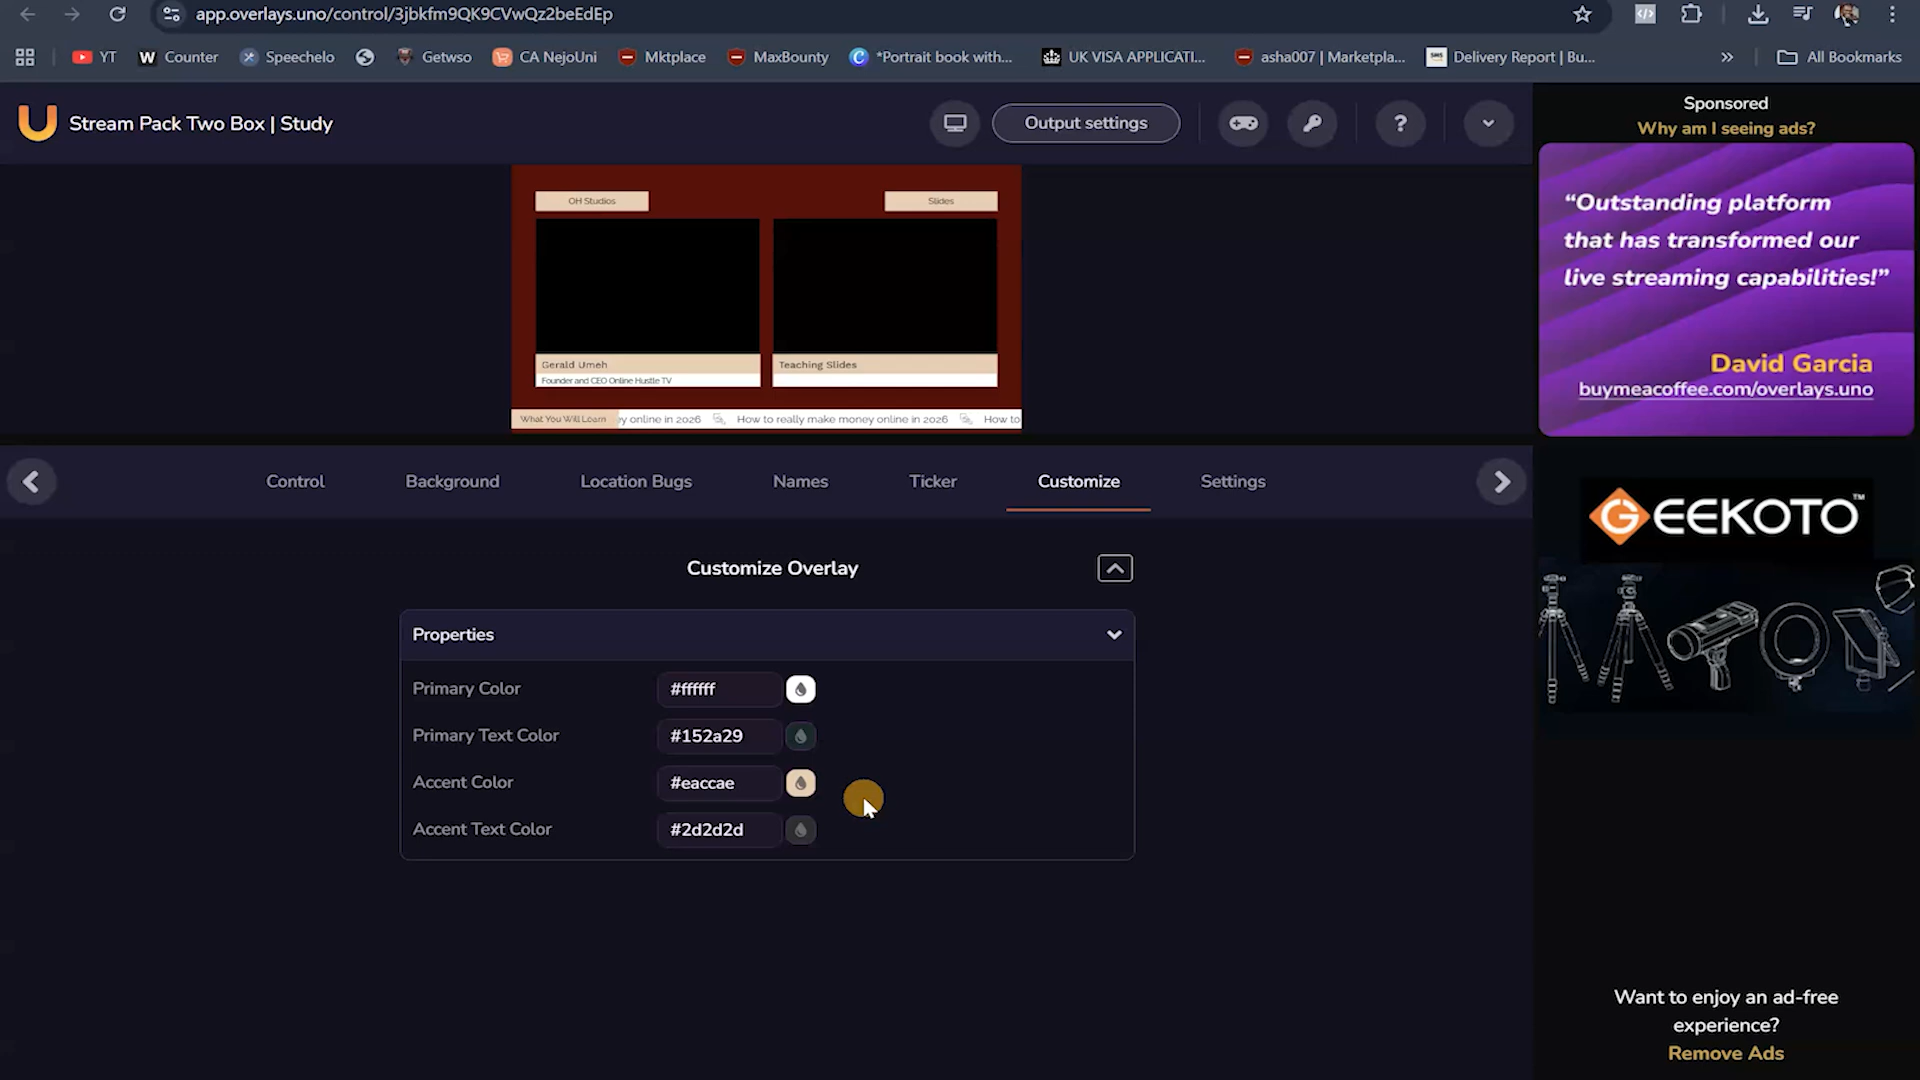 app.overlays.uno/control/3jbkfm9QK9CVwQz2beEdEp
YT
Counter
Speechelo
Getwso
CA NejoUni
Mktplace
MaxBounty
*Portrait book with...
UK VISA APPLICATI...
asha007 | Marketpla...
Delivery Report | Bu...
All Bookmarks
Stream Pack Two Box | Study
Output settings
?
Sponsored
Why am I seeing ads?
OH Studios
Slides
Gerald Umeh
Founder and CEO Online Hustle TV
Teaching Slides
What You Will Learn
y online in 2026
How to really make money online in 2026
How to
“Outstanding platform
that has transformed our
live streaming capabilities!”
David Garcia
buymeacoffee.com/overlays.uno
Control
Background
Location Bugs
Names
Ticker
Customize
Settings
GEEKOTO™
Customize Overlay
Properties
Primary Color
#ffffff
Primary Text Color
#152a29
Accent Color
#eaccae
Accent Text Color
#2d2d2d
Want to enjoy an ad-free
experience?
Remove Ads